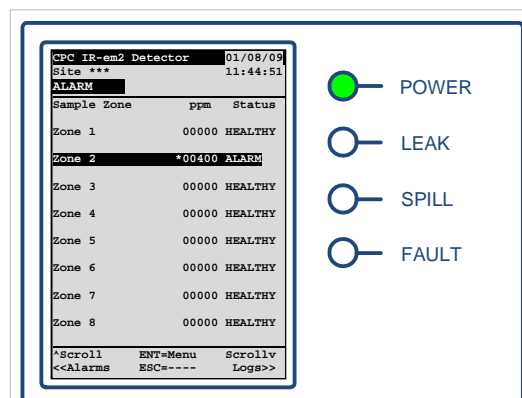 CPC IR-em2 Detector 01/08/09
Site *** 11:44:51
ALARM
Sample Zone ppm Status
Zone 1 00000 HEALTHY
Zone 2 *00400 ALARM
Zone 3 00000 HEALTHY
Zone 4 00000 HEALTHY
Zone 5 00000 HEALTHY
Zone 6 00000 HEALTHY
Zone 7 00000 HEALTHY
Zone 8 00000 HEALTHY
^Scroll ENT=Menu Scrollv
<<Alarms ESC=---- Logs>>
POWER
LEAK
SPILL
FAULT